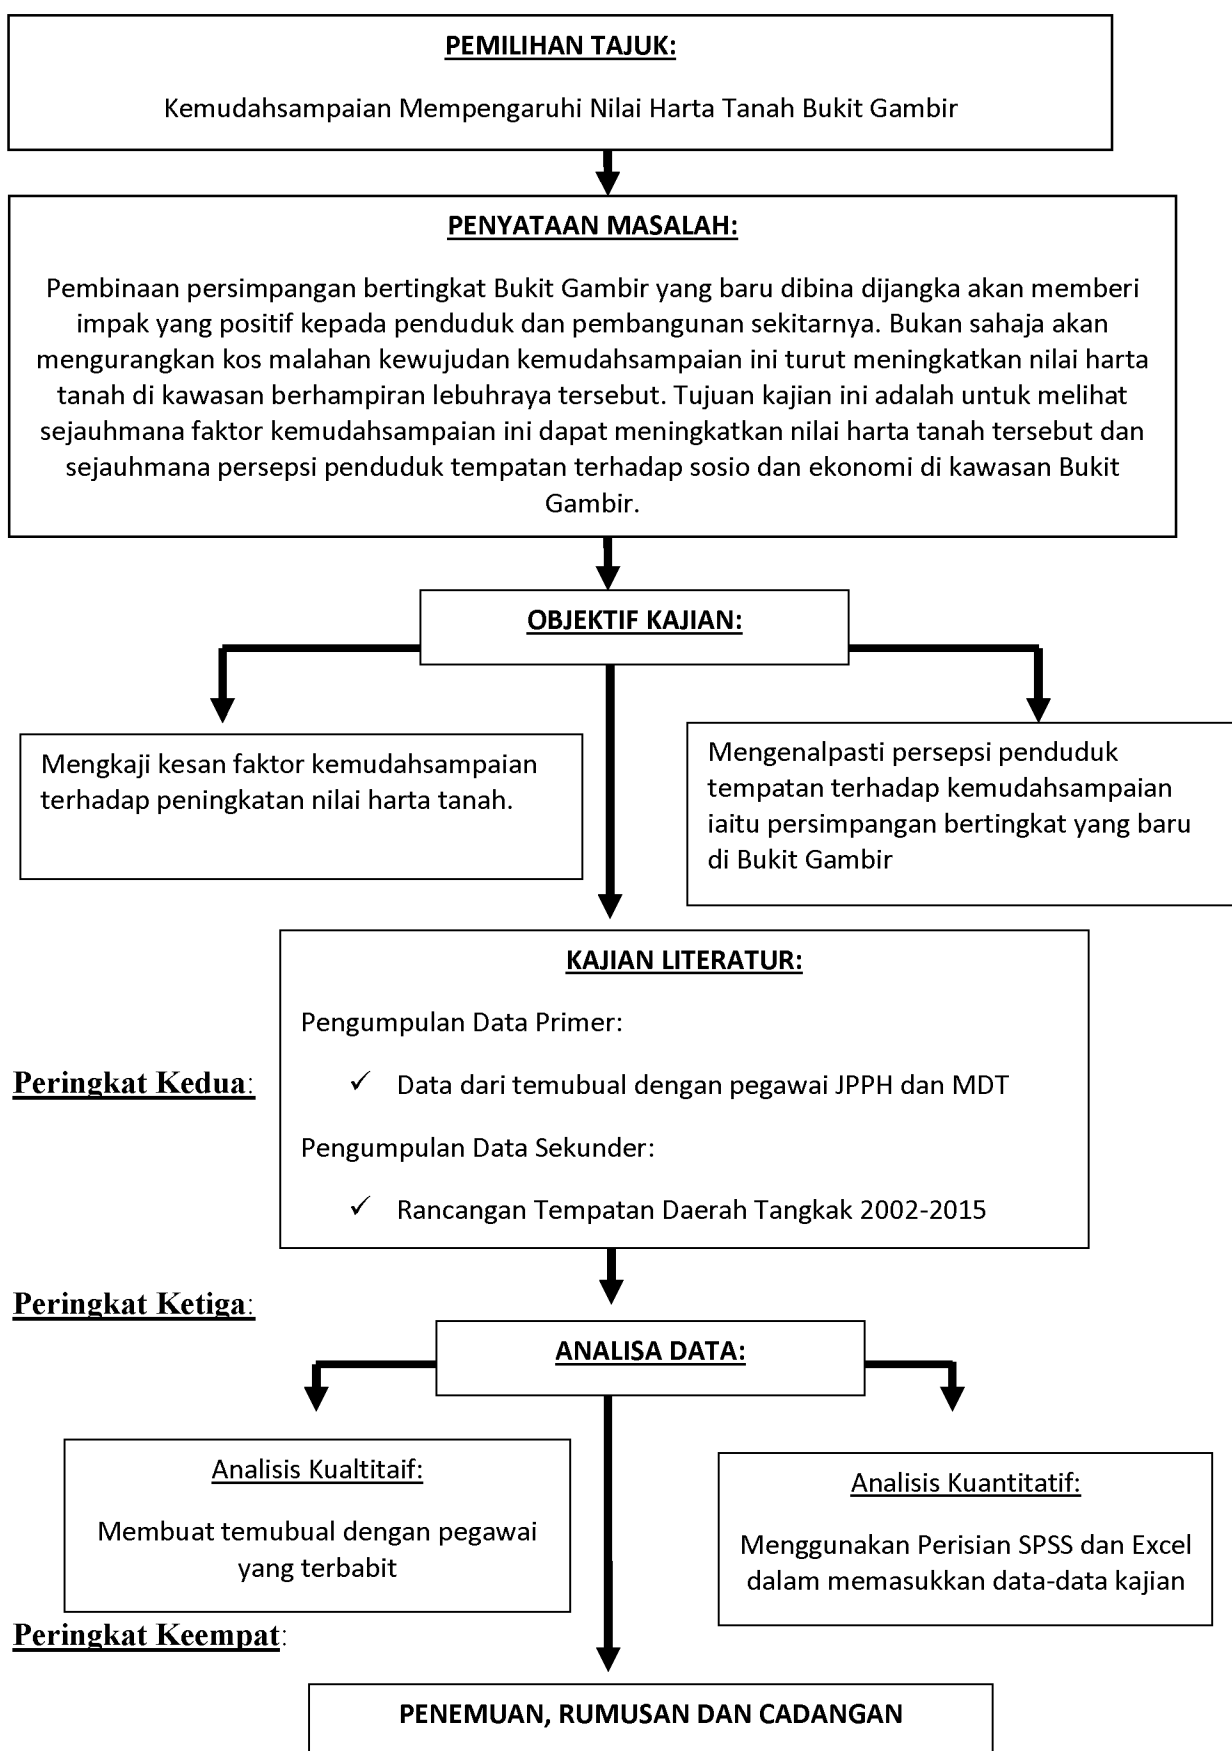 PEMILIHAN TAJUK:
Kemudahsampaian Mempengaruhi Nilai Harta Tanah Bukit Gambir
PENYATAAN MASALAH:
Pembinaan persimpangan bertingkat Bukit Gambir yang baru dibina dijangka akan memberi
impak yang positif kepada penduduk dan pembangunan sekitarnya. Bukan sahaja akan
mengurangkan kos malahan kewujudan kemudahsampaian ini turut meningkatkan nilai harta
tanah di kawasan berhampiran lebuhraya tersebut. Tujuan kajian ini adalah untuk melihat
sejauhmana faktor kemudahsampaian ini dapat meningkatkan nilai harta tanah tersebut dan
sejauhmana persepsi penduduk tempatan terhadap sosio dan ekonomi di kawasan Bukit
Gambir.
OBJEKTIF KAJIAN:
Mengkaji kesan faktor kemudahsampaian
terhadap peningkatan nilai harta tanah.
Mengenalpasti persepsi penduduk
tempatan terhadap kemudahsampaian
iaitu persimpangan bertingkat yang baru
di Bukit Gambir
KAJIAN LITERATUR:
Pengumpulan Data Primer:
Peringkat Kedua:
✓ Data dari temubual dengan pegawai JPPH dan MDT
Pengumpulan Data Sekunder:
✓ Rancangan Tempatan Daerah Tangkak 2002-2015
Peringkat Ketiga:
ANALISA DATA:
Analisis Kualtitaif:
Membuat temubual dengan pegawai
yang terbabit
Analisis Kuantitatif:
Menggunakan Perisian SPSS dan Excel
dalam memasukkan data-data kajian
Peringkat Keempat:
PENEMUAN, RUMUSAN DAN CADANGAN